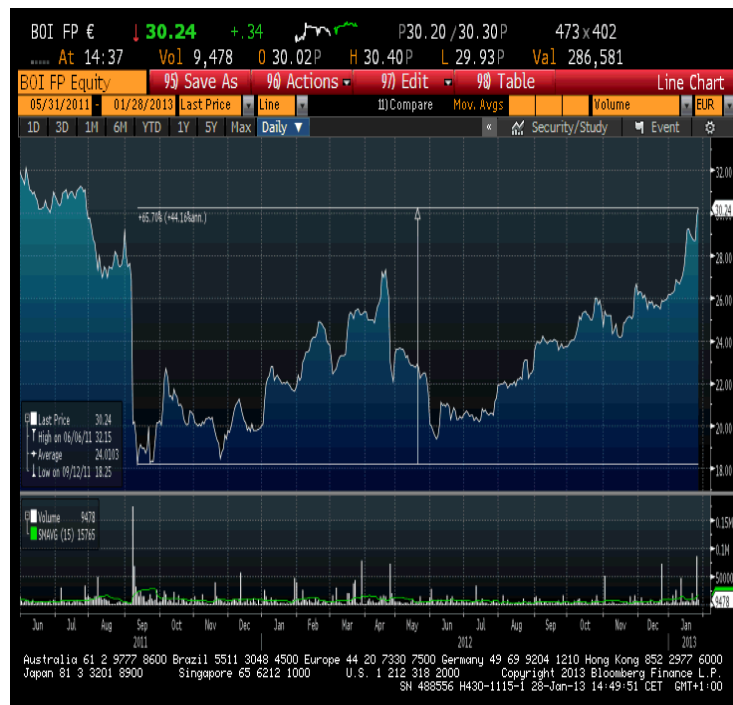 BOI FP € ↓ 30.24 +.34 P30.20 /30.30P 473 x 402
..... At 14:37 Vol 9,478 O 30.02P H 30.40P L 29.93P Val 286,581
BOI FP Equity 95) Save As 96) Actions 97) Edit 98) Table Line Chart
05/31/2011 - 01/28/2013 Last Price Line 11) Compare Mov. Avgs Volume EUR
1D 3D 1M 6M YTD 1Y 5Y Max Daily ▼ « Security/Study Event
32.00
30.24
+65.70% (+44.16%ann.)
28.00
26.00
24.00
22.00
20.00
18.00
Last Price 30.24
High on 06/06/11 32.15
Average 24.0103
Low on 09/12/11 18.25
Volume 9478
SMAVG (15) 15765
0.15M
0.1M
50000
9478
Jun Jul Aug Sep Oct Nov Dec Jan Feb Mar Apr May Jun Jul Aug Sep Oct Nov Dec Jan
2011 2012 2013
Australia 61 2 9777 8600 Brazil 5511 3048 4500 Europe 44 20 7330 7500 Germany 49 69 9204 1210 Hong Kong 852 2977 6000
Japan 81 3 3201 8900 Singapore 65 6212 1000 U.S. 1 212 318 2000 Copyright 2013 Bloomberg Finance L.P.
SN 488556 H430-1115-1 28-Jan-13 14:49:51 CET GMT+1:00